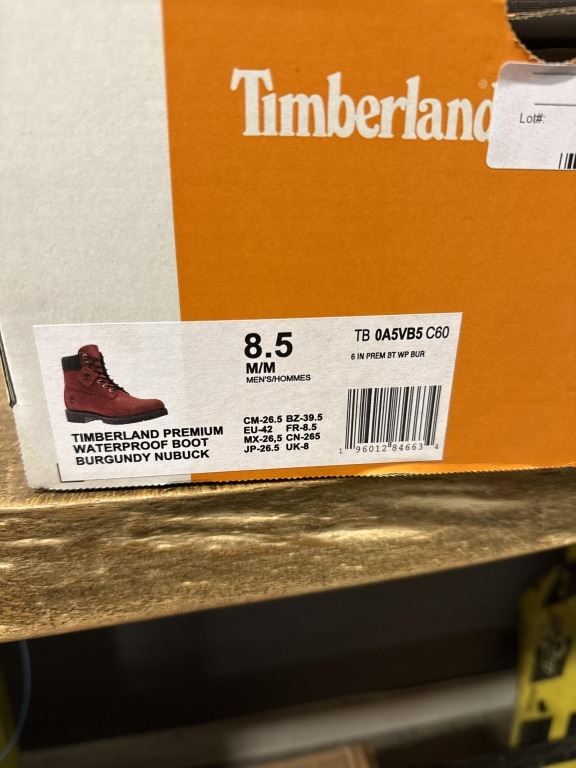 Timberland
®
Lot#:
8.5
M/M
MEN'S/HOMMES
TB 0A5VB5 C60
6 IN PREM BT WP BUR
TIMBERLAND PREMIUM
WATERPROOF BOOT
BURGUNDY NUBUCK
CM-26.5 BZ-39.5
EU-42 FR-8.5
MX-26,5 CN-265
JP-26.5 UK-8
1 96012 84663 4